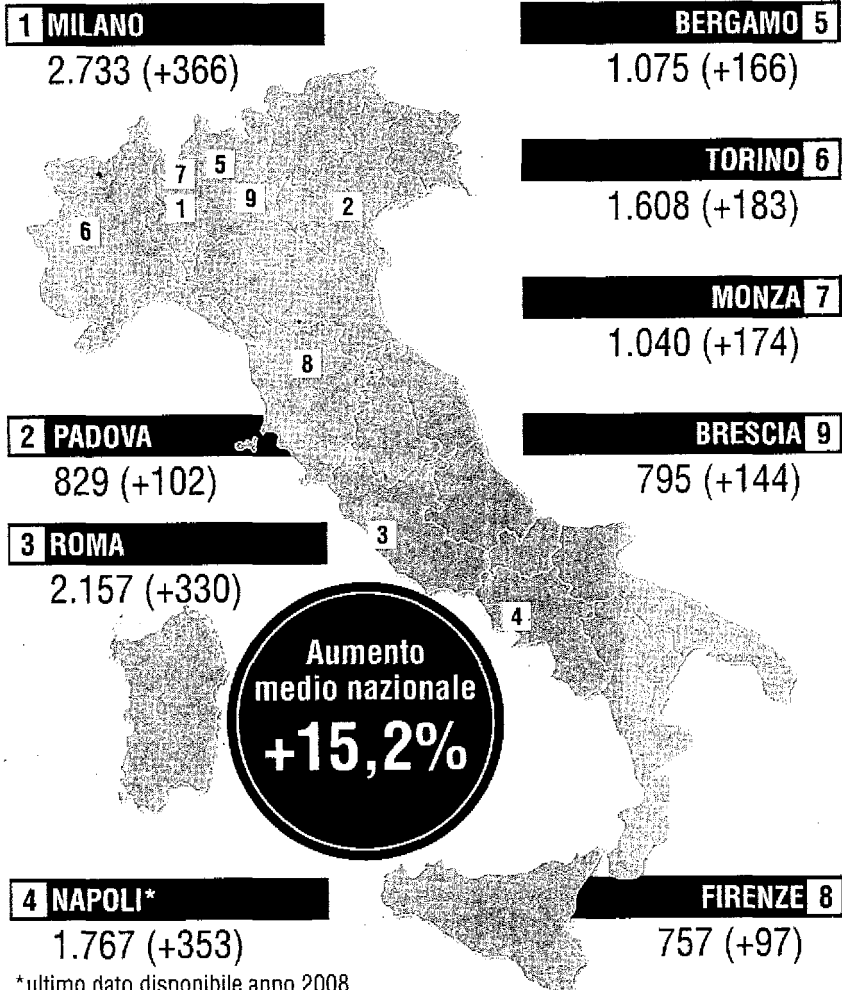 1 MILANO
2.733 (+366)
BERGAMO 5
1.075 (+166)
TORINO 6
1.608 (+183)
MONZA 7
1.040 (+174)
7
5
9
1
2
6
8
3
4
2 PADOVA
829 (+102)
BRESCIA 9
795 (+144)
3 ROMA
2.157 (+330)
Aumento
medio nazionale
+15,2%
4 NAPOLI*
1.767 (+353)
*ultimo dato disponibile anno 2008
FIRENZE 8
757 (+97)